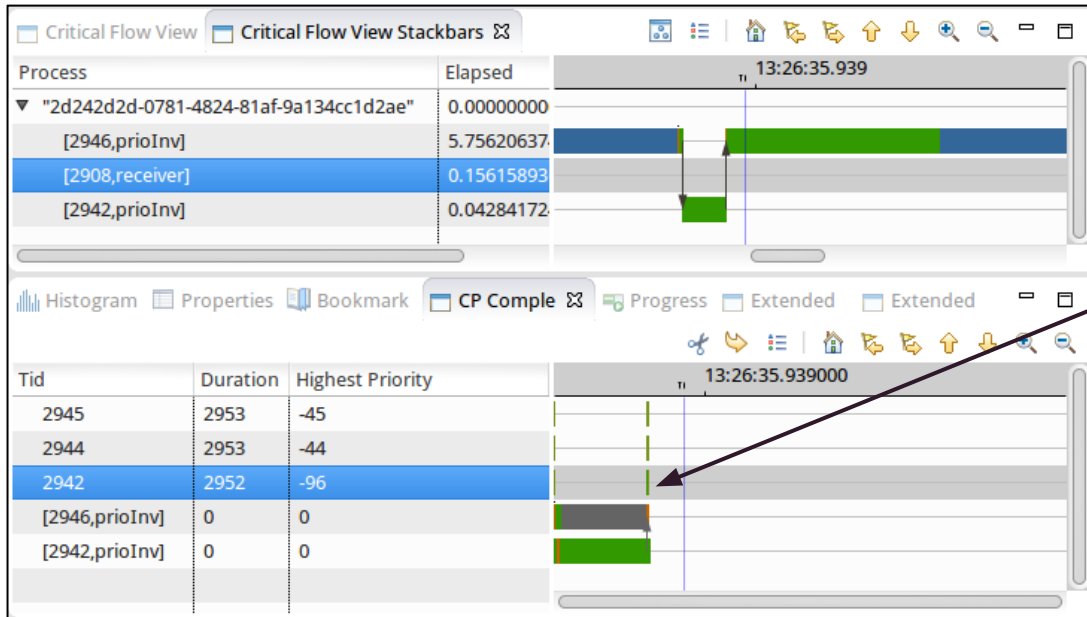 Critical Flow View Critical Flow View Stackbars
Process Elapsed 13:26:35.939
"2d242d2d-0781-4824-81af-9a134cc1d2ae" 0.00000000
[2946,prioInv] 5.75620637
[2908,receiver] 0.15615893
[2942,prioInv] 0.04284172
Histogram Properties Bookmark CP Comple Progress Extended Extended
Tid Duration Highest Priority 13:26:35.939000
2945 2953 -45
2944 2953 -44
2942 2952 -96
[2946,prioInv] 0 0
[2942,prioInv] 0 0